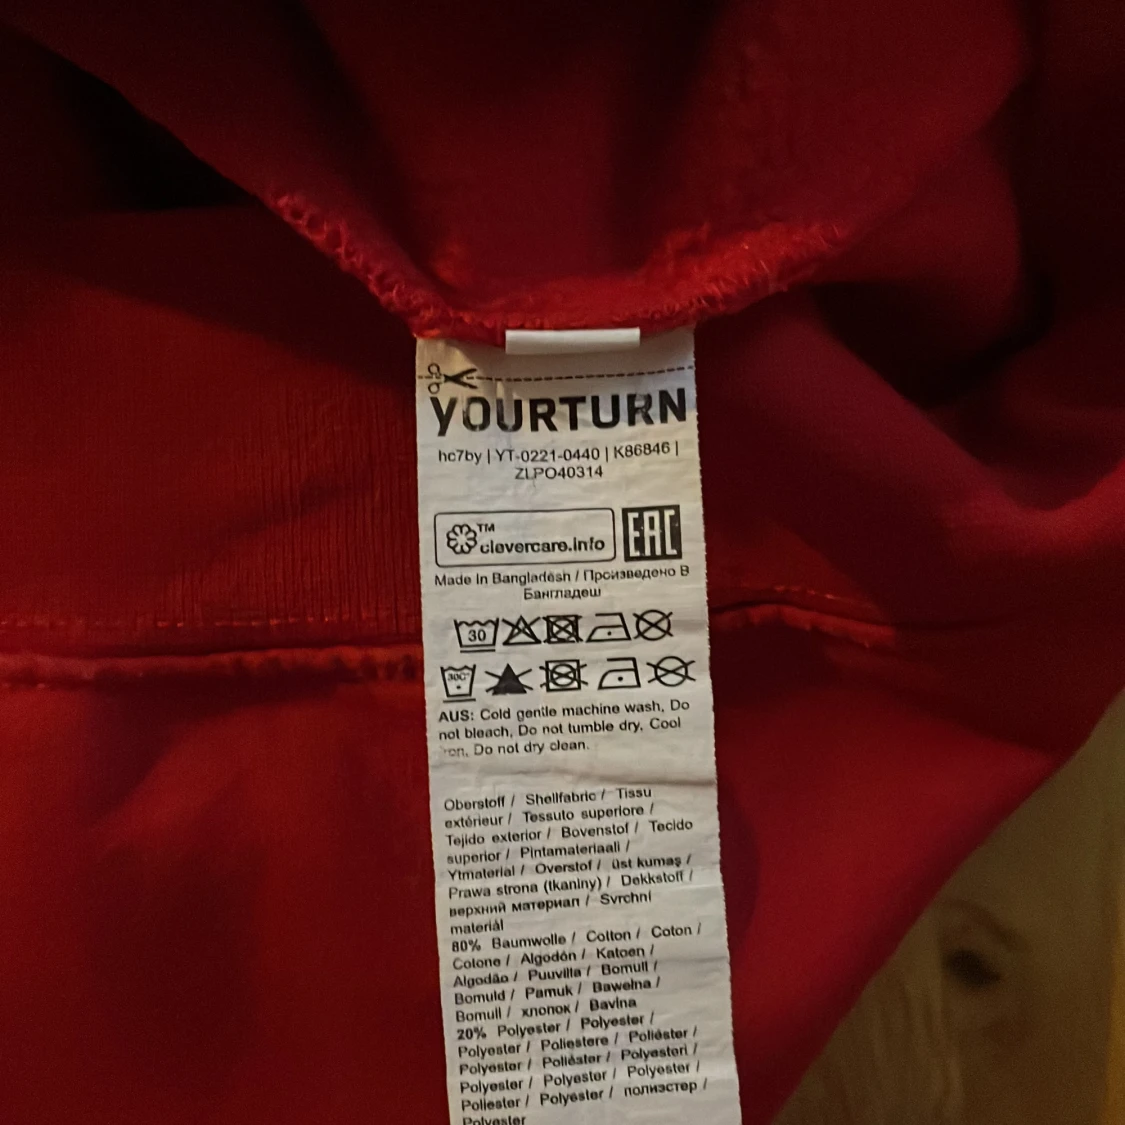 YOURTURN
hc7by | YT-0221-0440 | K86846 |
ZLPO40314
TM
clevercare.info
EAC
Made In Bangladesh / Произведено В
Бангладеш
30
30C°
AUS: Cold gentle machine wash, Do
not bleach, Do not tumble dry, Cool
iron, Do not dry clean.
Oberstoff / Shellfabric / Tissu
extérieur / Tessuto superiore /
Tejido exterior / Bovenstof / Tecido
superior / Pintamateriaali /
Ytmaterial / Overstof / üst kumaş /
Prawa strona (tkaniny) / Dekkstoff /
верхний материал / Svrchní
materiál
80% Baumwolle / Cotton / Coton /
Cotone / Algodón / Katoen /
Algodão / Puuvilla / Bomull /
Bomuld / Pamuk / Bawełna /
Bomull / хлопок / Bavlna
20% Polyester / Polyester /
Polyester / Poliestere / Poliéster /
Polyester / Poliéster / Polyesteri /
Polyester / Polyester / Polyester /
Poliester / Polyester / полиэстер /
Polyester